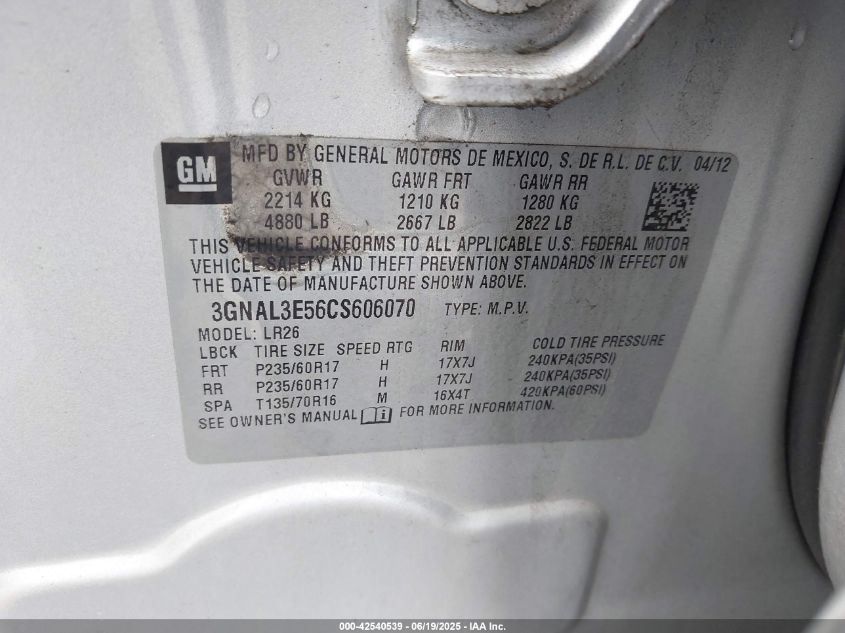 GM MFD BY GENERAL MOTORS DE MEXICO, S. DE R.L. DE C.V. 04/12
GVWR GAWR FRT GAWR RR
2214 KG 1210 KG 1280 KG
4880 LB 2667 LB 2822 LB
THIS VEHICLE CONFORMS TO ALL APPLICABLE U.S. FEDERAL MOTOR
VEHICLE SAFETY AND THEFT PREVENTION STANDARDS IN EFFECT ON
THE DATE OF MANUFACTURE SHOWN ABOVE.
3GNAL3E56CS606070 TYPE: M.P.V.
MODEL: LR26
LBCK TIRE SIZE SPEED RTG RIM COLD TIRE PRESSURE
FRT P235/60R17 H 17X7J 240KPA(35PSI)
RR P235/60R17 H 17X7J 240KPA(35PSI)
SPA T135/70R16 M 16X4T 420KPA(60PSI)
SEE OWNER'S MANUAL i FOR MORE INFORMATION.
000-42540539 - 06/19/2025 - IAA Inc.